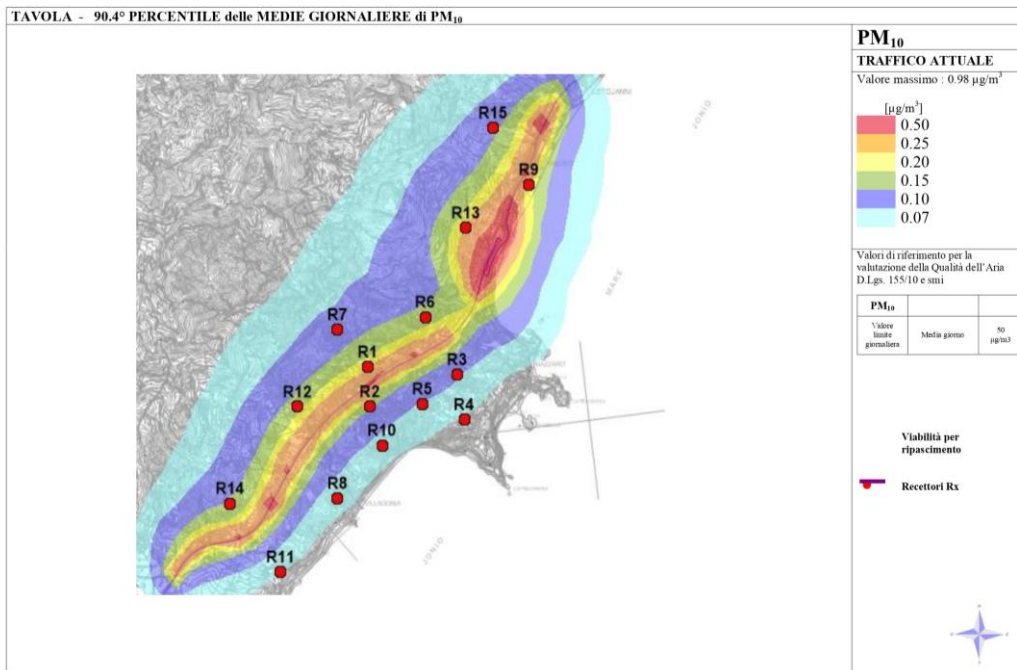 TAVOLA - 90.4° PERCENTILE delle MEDIE GIORNALIERE di PM₁₀
PM₁₀
TRAFFICO ATTUALE
Valore massimo : 0.98 µg/m³
[µg/m³]
0.50
0.25
0.20
0.15
0.10
0.07
Valori di riferimento per la
valutazione della Qualità dell'Aria
D.Lgs. 155/10 e smi
PM₁₀
Valore
limite
giornaliera
Media giorno
50
µg/m3
Viabilità per
ripascimento
Recettori Rx
R15
R9
R13
R6
R7
R1
R3
R12
R2
R5
R4
R10
R14
R8
R11
JONIO
MARE
JONIO